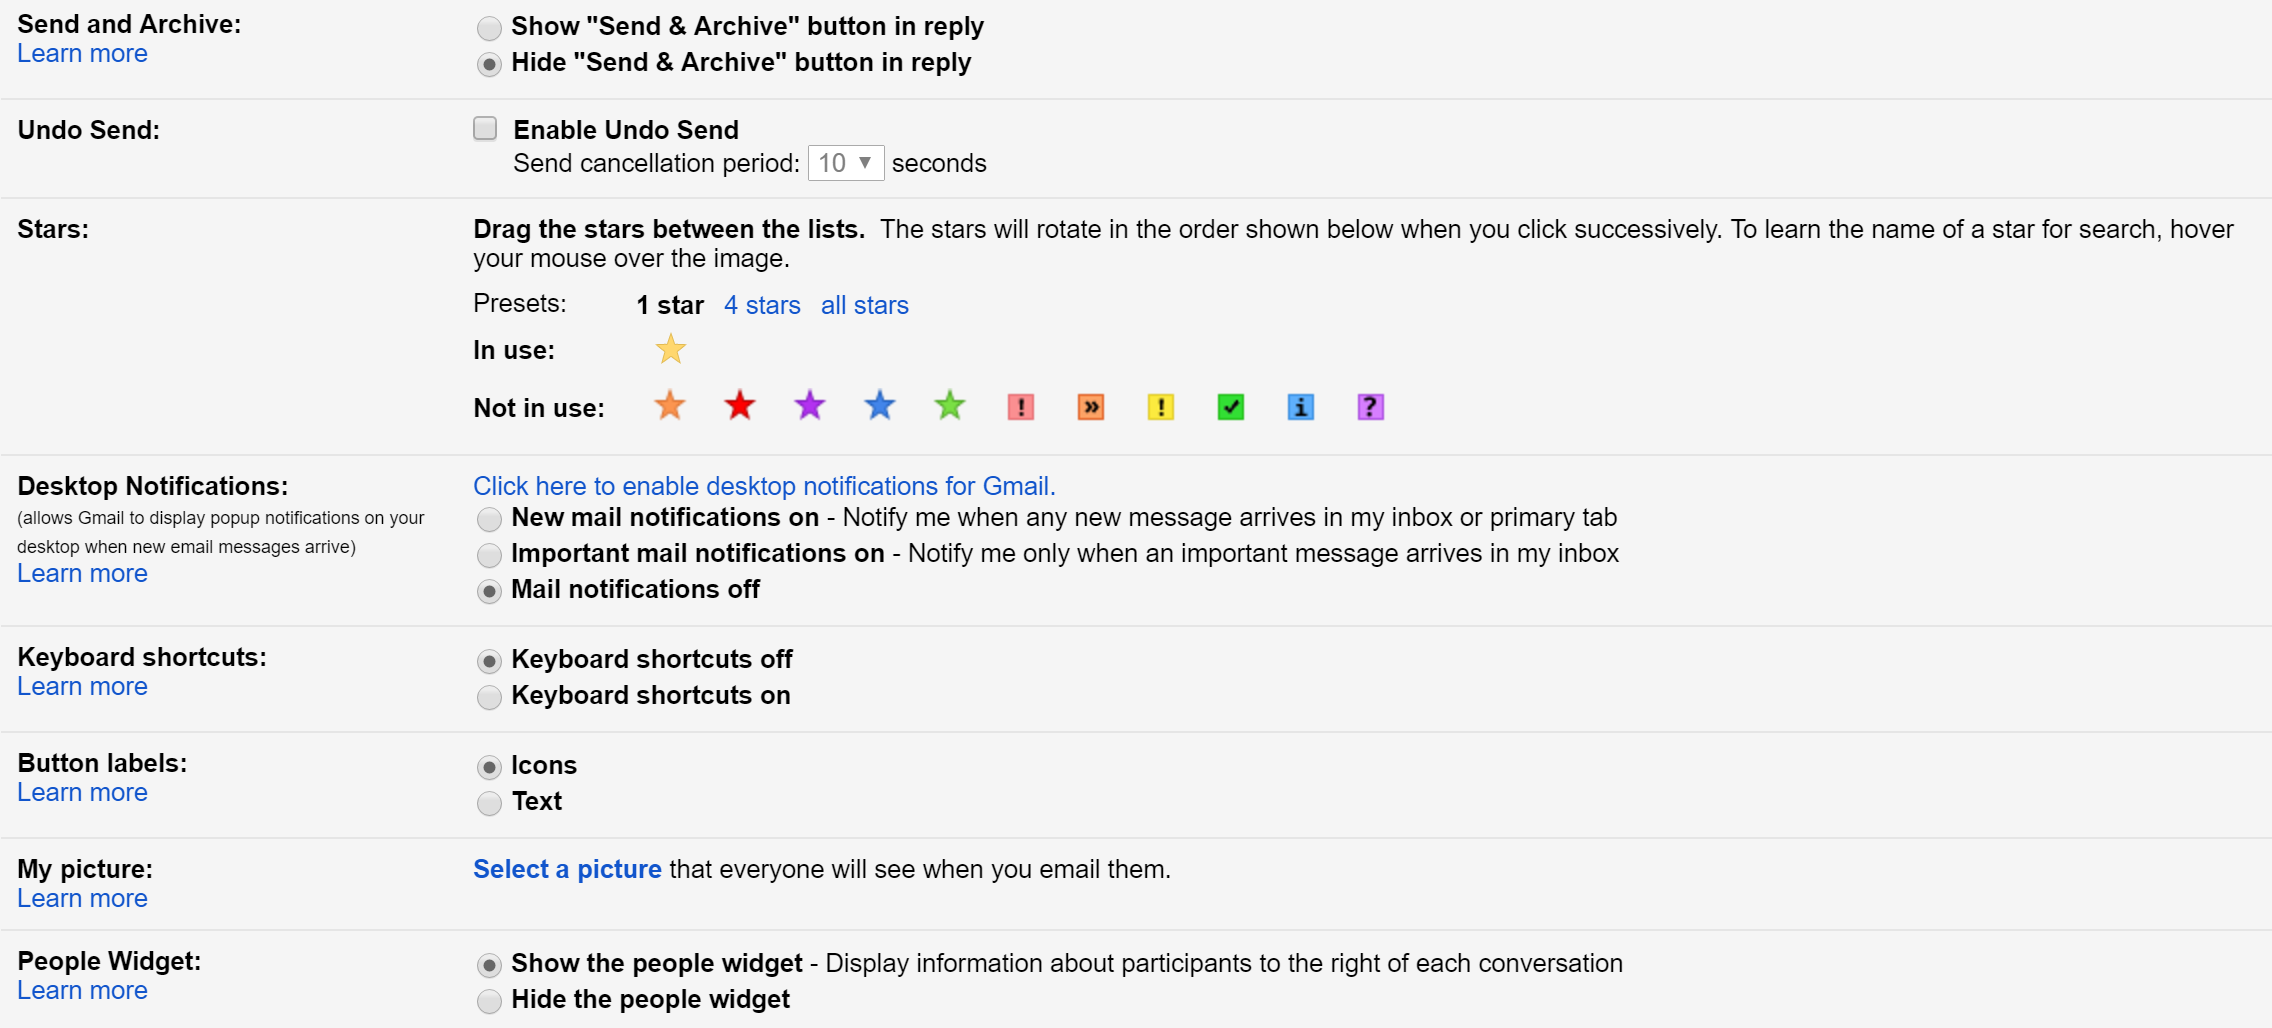 Send and Archive:
Learn more
Show "Send & Archive" button in reply
Hide "Send & Archive" button in reply
Undo Send:
Enable Undo Send
Send cancellation period: 10 ▼ seconds
Stars:
Drag the stars between the lists. The stars will rotate in the order shown below when you click successively. To learn the name of a star for search, hover
your mouse over the image.
Presets: 1 star 4 stars all stars
In use:
Not in use: ! » ! ✓ i ?
Desktop Notifications:
(allows Gmail to display popup notifications on your
desktop when new email messages arrive)
Learn more
Click here to enable desktop notifications for Gmail.
New mail notifications on - Notify me when any new message arrives in my inbox or primary tab
Important mail notifications on - Notify me only when an important message arrives in my inbox
Mail notifications off
Keyboard shortcuts:
Learn more
Keyboard shortcuts off
Keyboard shortcuts on
Button labels:
Learn more
Icons
Text
My picture:
Learn more
Select a picture that everyone will see when you email them.
People Widget:
Learn more
Show the people widget - Display information about participants to the right of each conversation
Hide the people widget